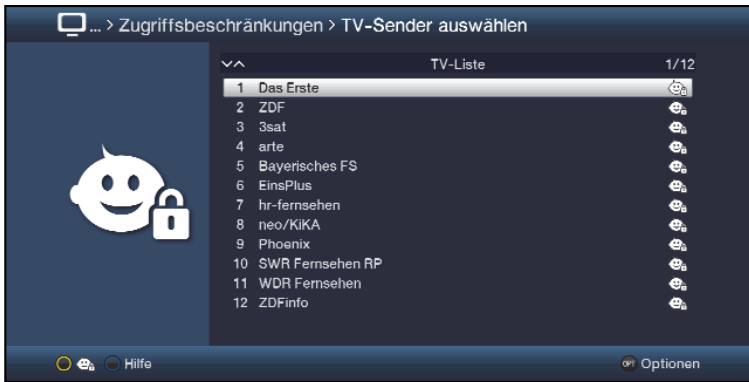 ... > Zugriffsbeschränkungen > TV-Sender auswählen
TV-Liste 1/12
1 Das Erste
2 ZDF
3 3sat
4 arte
5 Bayerisches FS
6 EinsPlus
7 hr-fernsehen
8 neo/KiKA
9 Phoenix
10 SWR Fernsehen RP
11 WDR Fernsehen
12 ZDFinfo
Hilfe OPT Optionen